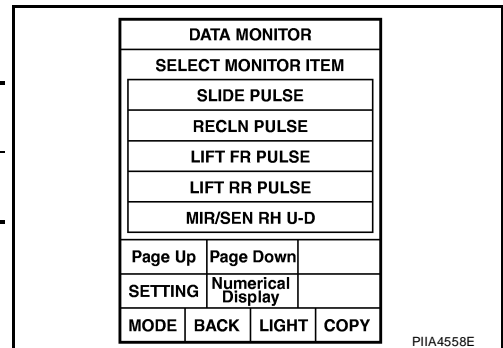 DATA MONITOR
SELECT MONITOR ITEM
SLIDE PULSE
RECLN PULSE
LIFT FR PULSE
LIFT RR PULSE
MIR/SEN RH U-D
Page Up Page Down
SETTING Numerical Display
MODE BACK LIGHT COPY
PIIA4558E